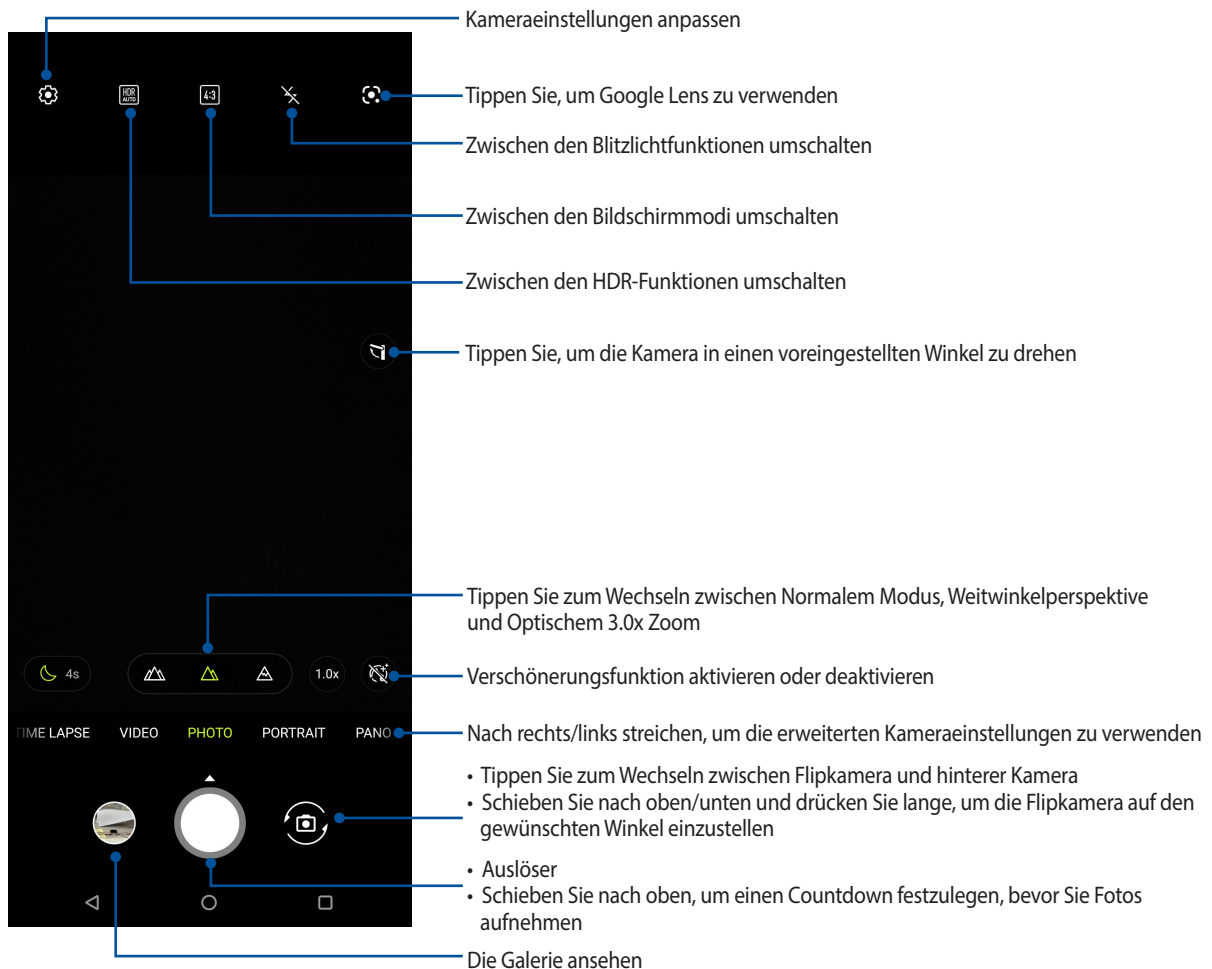 Kameraeinstellungen anpassen
HDR
AUTO
4:3
Tippen Sie, um Google Lens zu verwenden
Zwischen den Blitzlichtfunktionen umschalten
Zwischen den Bildschirmmodi umschalten
Zwischen den HDR-Funktionen umschalten
Tippen Sie, um die Kamera in einen voreingestellten Winkel zu drehen
Tippen Sie zum Wechseln zwischen Normalem Modus, Weitwinkelperspektive
und Optischem 3.0x Zoom
4s
1.0x
Verschönerungsfunktion aktivieren oder deaktivieren
TIME LAPSE VIDEO PHOTO PORTRAIT PANO
Nach rechts/links streichen, um die erweiterten Kameraeinstellungen zu verwenden
• Tippen Sie zum Wechseln zwischen Flipkamera und hinterer Kamera
• Schieben Sie nach oben/unten und drücken Sie lange, um die Flipkamera auf den
gewünschten Winkel einzustellen
• Auslöser
• Schieben Sie nach oben, um einen Countdown festzulegen, bevor Sie Fotos
aufnehmen
Die Galerie ansehen